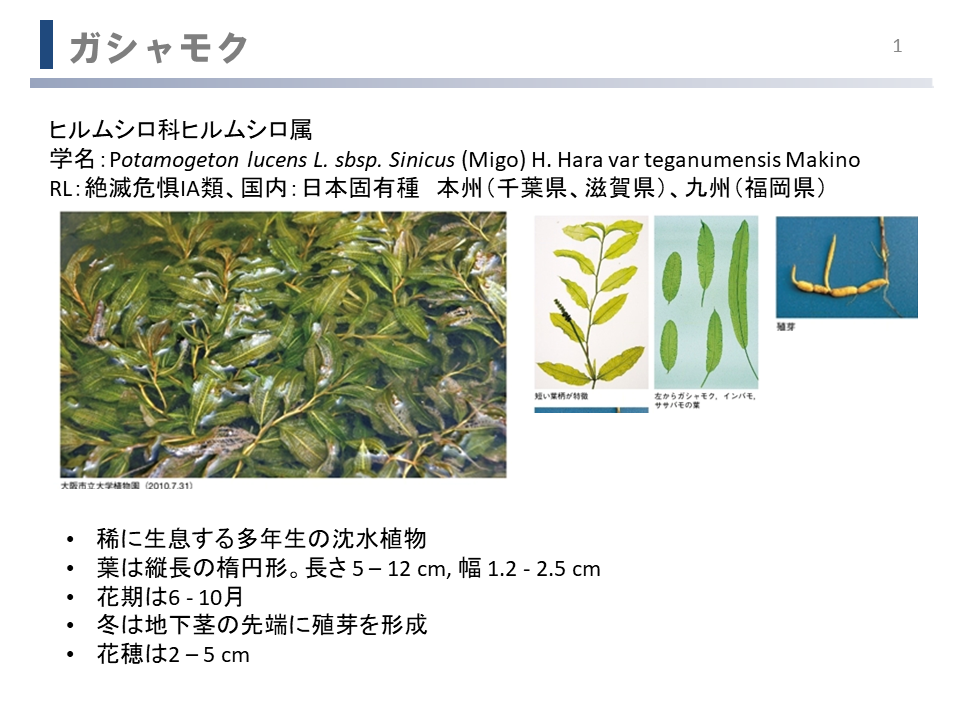 ガシャモク
1
ヒルムシロ科ヒルムシロ属
学名：Potamogeton lucens L. sbsp. Sinicus (Migo) H. Hara var teganumensis Makino
RL：絶滅危惧IA類、国内：日本固有種　本州（千葉県、滋賀県）、九州（福岡県）
殖芽
短い葉柄が特徴
左からガシャモク，インバモ，
ササバモの葉
大阪市立大学植物園（2010.7.31）
• 稀に生息する多年生の沈水植物
• 葉は縦長の楕円形。長さ 5 – 12 cm, 幅 1.2 - 2.5 cm
• 花期は6 - 10月
• 冬は地下茎の先端に殖芽を形成
• 花穂は2 – 5 cm